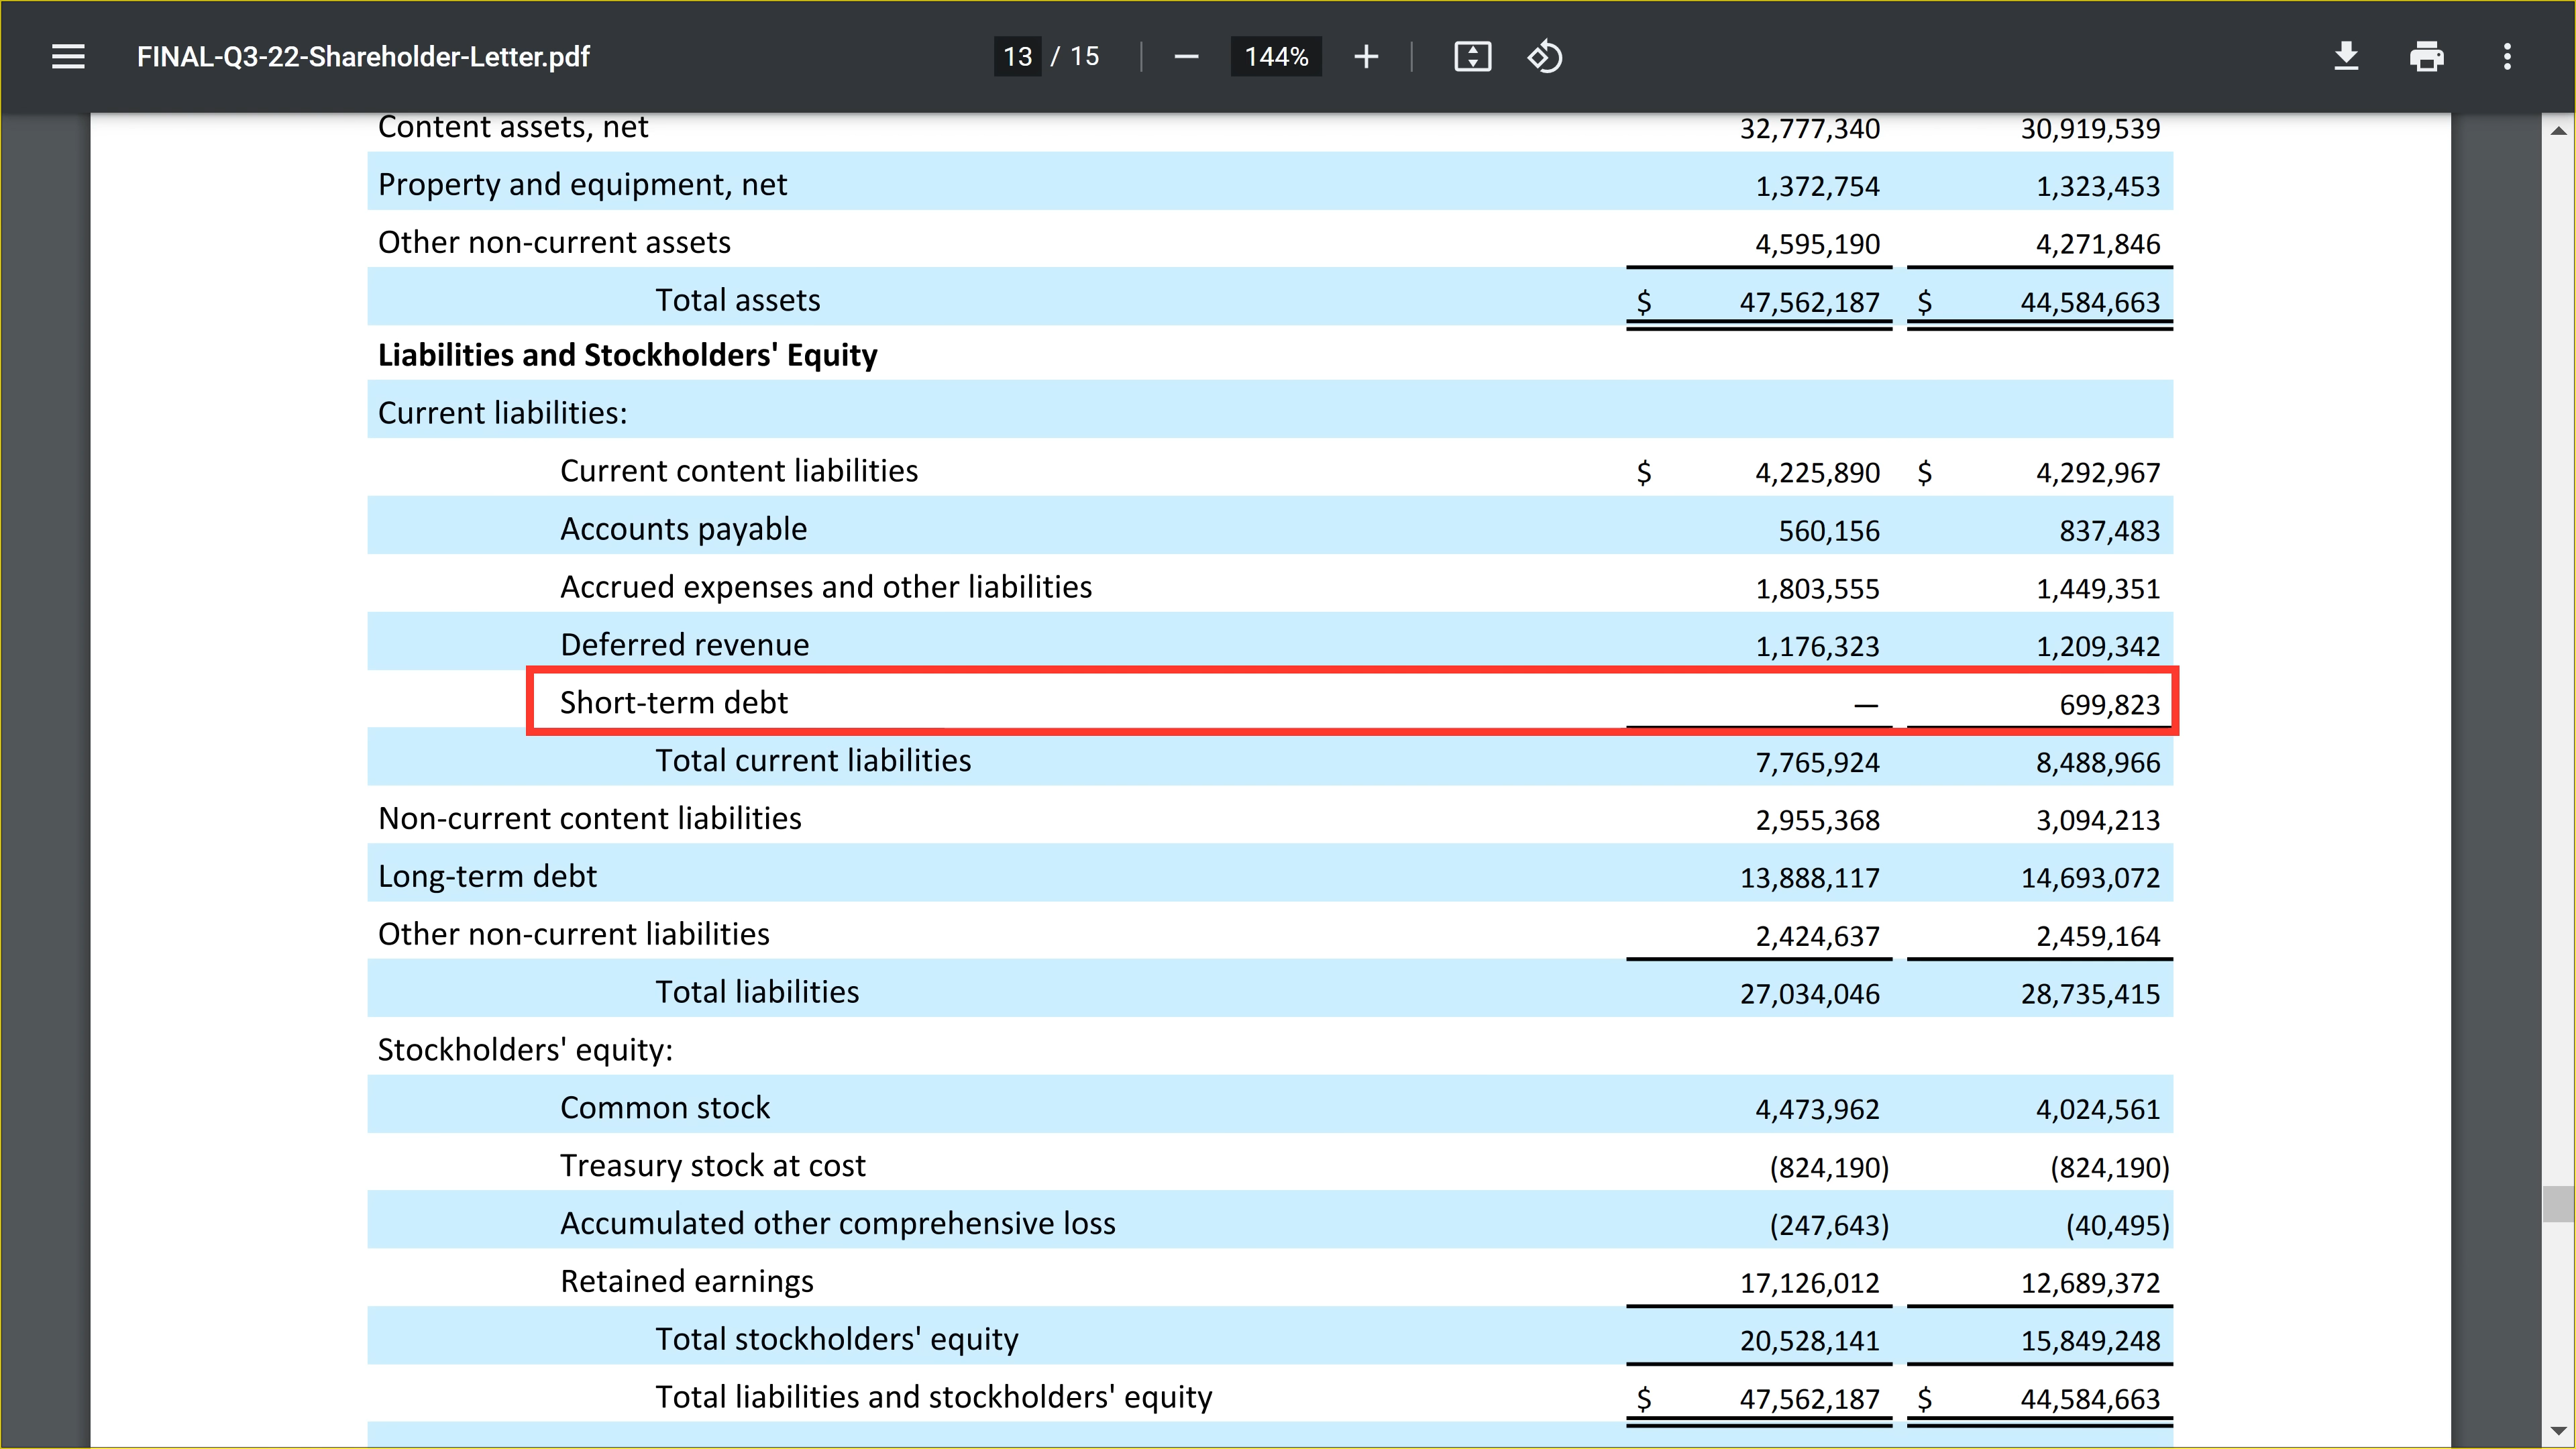 FINAL-Q3-22-Shareholder-Letter.pdf 13 / 15 144%
Content assets, net 32,777,340 30,919,539
Property and equipment, net 1,372,754 1,323,453
Other non-current assets 4,595,190 4,271,846
Total assets $ 47,562,187 $ 44,584,663
Liabilities and Stockholders' Equity
Current liabilities:
Current content liabilities $ 4,225,890 $ 4,292,967
Accounts payable 560,156 837,483
Accrued expenses and other liabilities 1,803,555 1,449,351
Deferred revenue 1,176,323 1,209,342
Short-term debt — 699,823
Total current liabilities 7,765,924 8,488,966
Non-current content liabilities 2,955,368 3,094,213
Long-term debt 13,888,117 14,693,072
Other non-current liabilities 2,424,637 2,459,164
Total liabilities 27,034,046 28,735,415
Stockholders' equity:
Common stock 4,473,962 4,024,561
Treasury stock at cost (824,190) (824,190)
Accumulated other comprehensive loss (247,643) (40,495)
Retained earnings 17,126,012 12,689,372
Total stockholders' equity 20,528,141 15,849,248
Total liabilities and stockholders' equity $ 47,562,187 $ 44,584,663